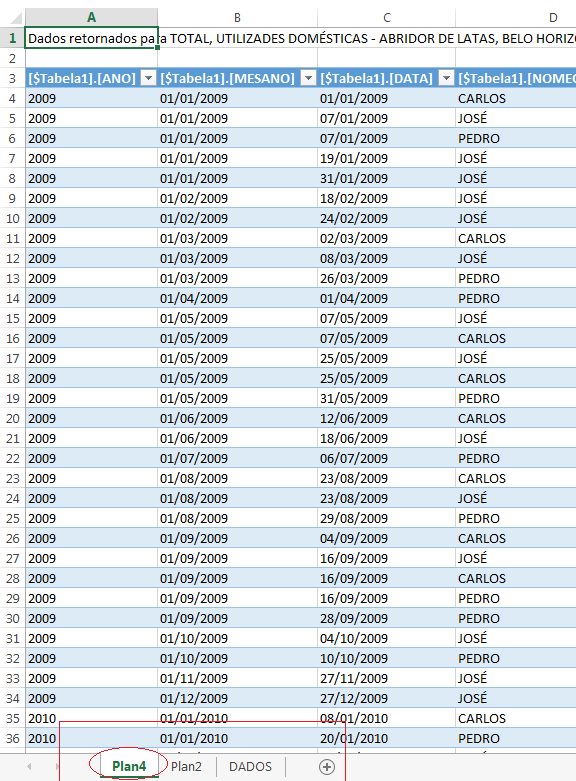 A B C D
1 Dados retornados para TOTAL, UTILIZADES DOMÉSTICAS - ABRIDOR DE LATAS, BELO HORIZO
2
3 [$Tabela1].[ANO] [$Tabela1].[MESANO] [$Tabela1].[DATA] [$Tabela1].[NOME
4 2009 01/01/2009 01/01/2009 CARLOS
5 2009 01/01/2009 07/01/2009 JOSÉ
6 2009 01/01/2009 07/01/2009 PEDRO
7 2009 01/01/2009 19/01/2009 JOSÉ
8 2009 01/01/2009 31/01/2009 JOSÉ
9 2009 01/02/2009 18/02/2009 JOSÉ
10 2009 01/02/2009 24/02/2009 JOSÉ
11 2009 01/03/2009 02/03/2009 CARLOS
12 2009 01/03/2009 08/03/2009 JOSÉ
13 2009 01/03/2009 26/03/2009 PEDRO
14 2009 01/04/2009 01/04/2009 PEDRO
15 2009 01/05/2009 07/05/2009 JOSÉ
16 2009 01/05/2009 07/05/2009 CARLOS
17 2009 01/05/2009 25/05/2009 JOSÉ
18 2009 01/05/2009 25/05/2009 CARLOS
19 2009 01/05/2009 31/05/2009 PEDRO
20 2009 01/06/2009 12/06/2009 CARLOS
21 2009 01/06/2009 18/06/2009 JOSÉ
22 2009 01/07/2009 06/07/2009 PEDRO
23 2009 01/08/2009 23/08/2009 CARLOS
24 2009 01/08/2009 23/08/2009 JOSÉ
25 2009 01/08/2009 29/08/2009 PEDRO
26 2009 01/09/2009 04/09/2009 CARLOS
27 2009 01/09/2009 16/09/2009 JOSÉ
28 2009 01/09/2009 16/09/2009 CARLOS
29 2009 01/09/2009 16/09/2009 PEDRO
30 2009 01/09/2009 28/09/2009 PEDRO
31 2009 01/10/2009 04/10/2009 JOSÉ
32 2009 01/10/2009 10/10/2009 PEDRO
33 2009 01/11/2009 27/11/2009 JOSÉ
34 2009 01/12/2009 27/12/2009 JOSÉ
35 2010 01/01/2010 08/01/2010 CARLOS
36 2010 01/01/2010 20/01/2010 PEDRO
Plan4 Plan2 DADOS